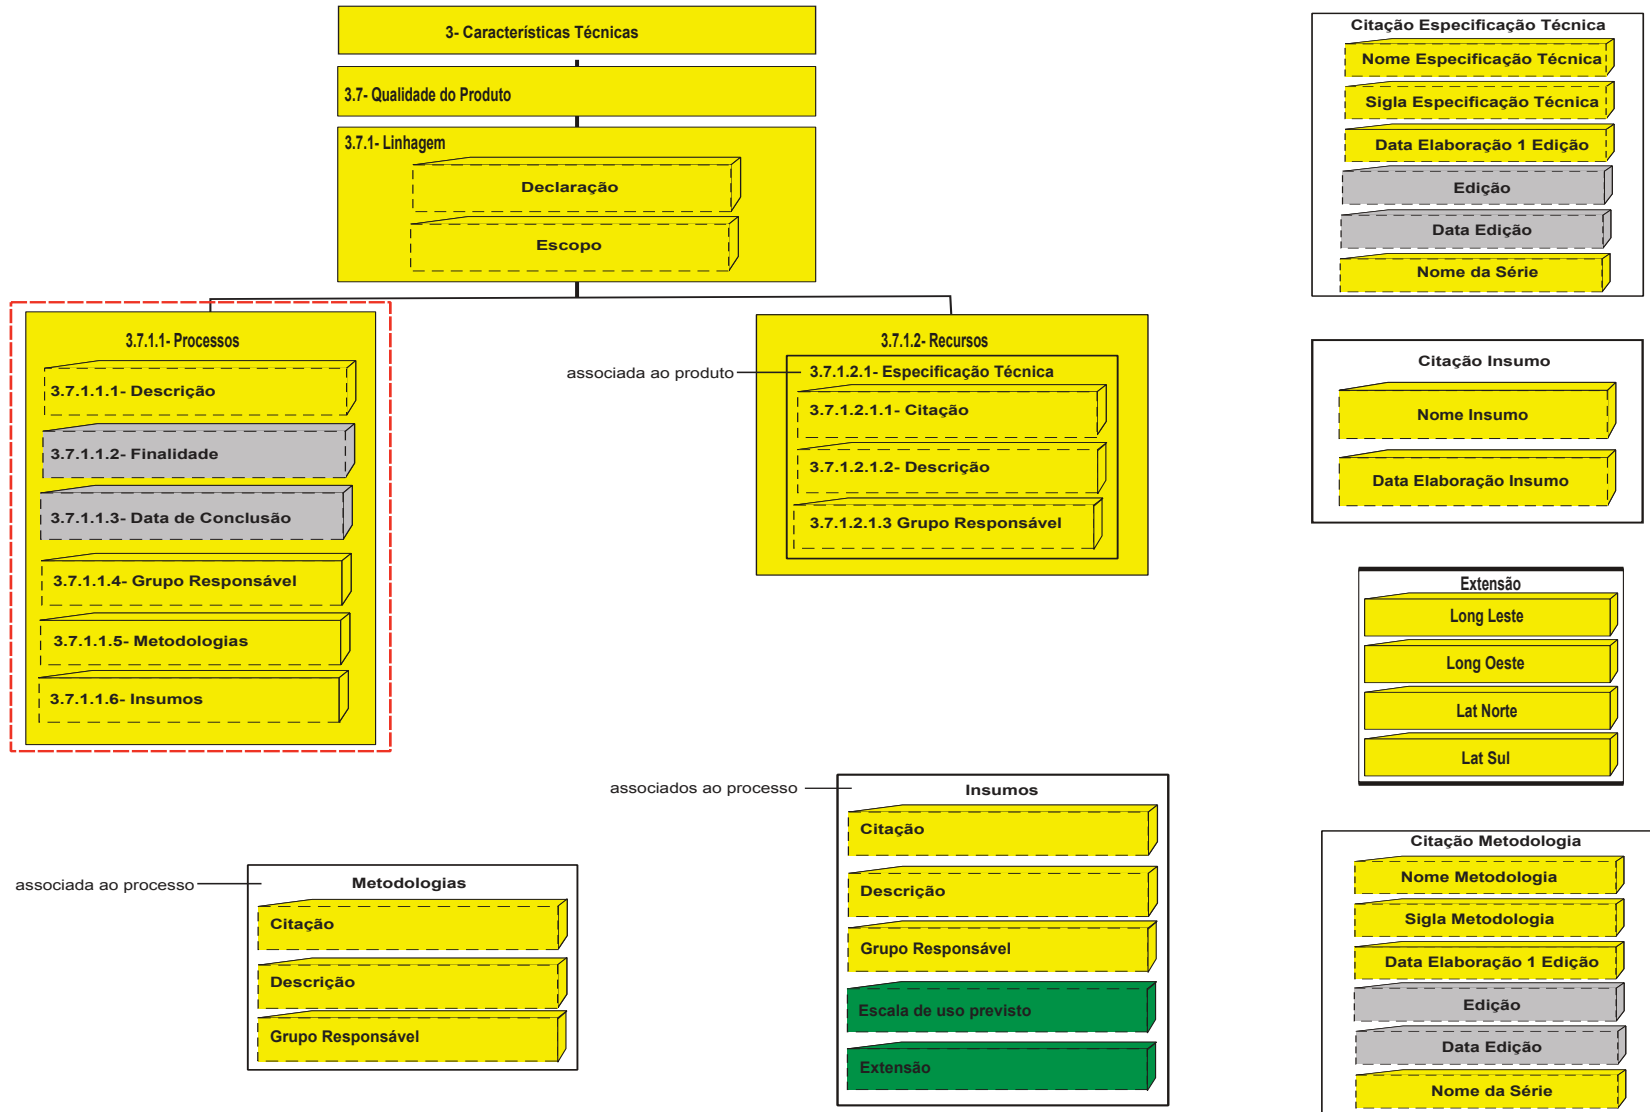 3- Características Técnicas
3.7- Qualidade do Produto
3.7.1- Linhagem
Declaração
Escopo
3.7.1.1- Processos
3.7.1.1.1- Descrição
3.7.1.1.2- Finalidade
3.7.1.1.3- Data de Conclusão
3.7.1.1.4- Grupo Responsável
3.7.1.1.5- Metodologias
3.7.1.1.6- Insumos
associada ao produto
3.7.1.2- Recursos
3.7.1.2.1- Especificação Técnica
3.7.1.2.1.1- Citação
3.7.1.2.1.2- Descrição
3.7.1.2.1.3 Grupo Responsável
associada ao processo
Metodologias
Citação
Descrição
Grupo Responsável
associados ao processo
Insumos
Citação
Descrição
Grupo Responsável
Escala de uso previsto
Extensão
Citação Especificação Técnica
Nome Especificação Técnica
Sigla Especificação Técnica
Data Elaboração 1 Edição
Edição
Data Edição
Nome da Série
Citação Insumo
Nome Insumo
Data Elaboração Insumo
Extensão
Long Leste
Long Oeste
Lat Norte
Lat Sul
Citação Metodologia
Nome Metodologia
Sigla Metodologia
Data Elaboração 1 Edição
Edição
Data Edição
Nome da Série